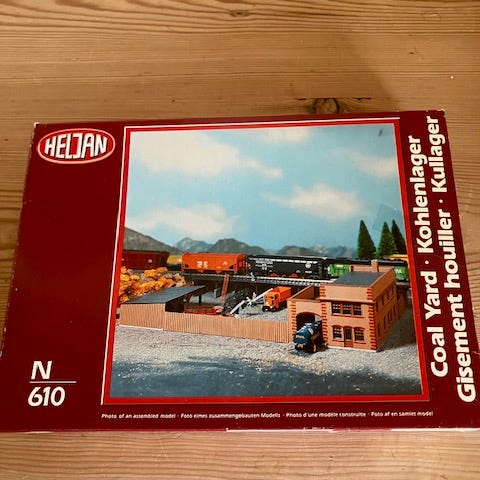 HELJAN
Coal Yard · Kohlenlager
Gisement houiller · Kullager
N
610
Photo of an assembled model · Foto eines zusammengebauten Modells · Photo d'une modèle construite · Foto af en samlet model